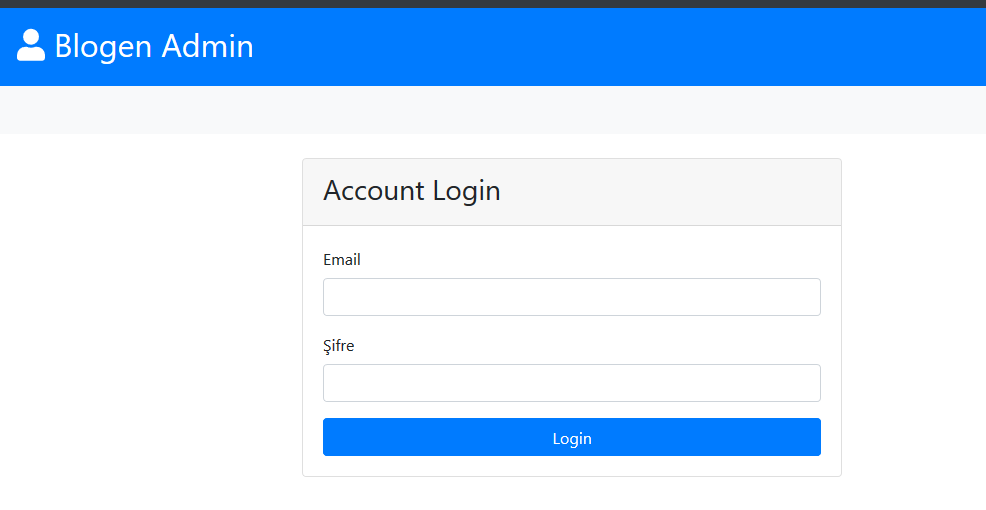 Blogen Admin
Account Login
Email
Şifre
Login